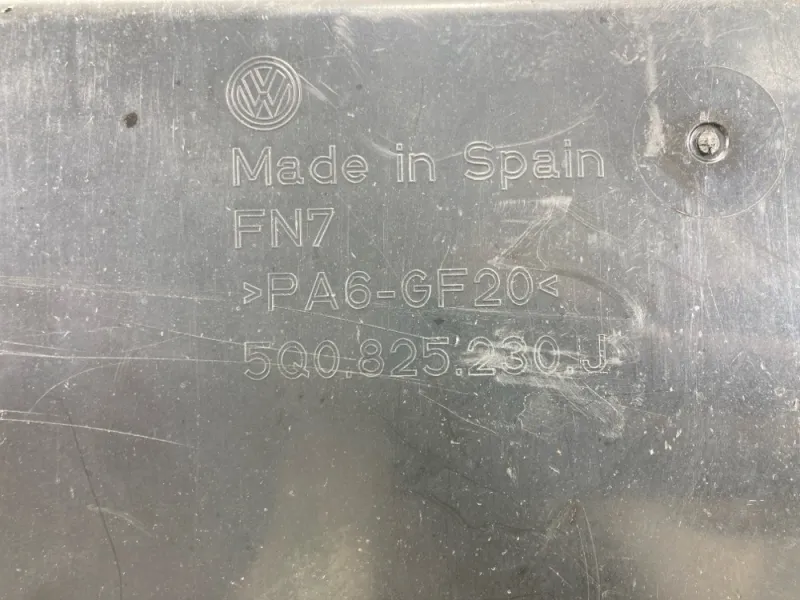 Made in Spain
FN7
>PA6-GF20<
5Q0.825.230.J